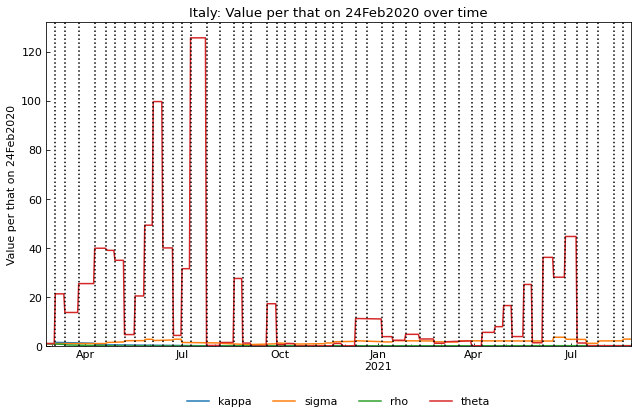 Italy: Value per that on 24Feb2020 over time
Value per that on 24Feb2020
120
100
80
60
40
20
0
Apr Jul Oct Jan Apr Jul
2021
kappa sigma rho theta